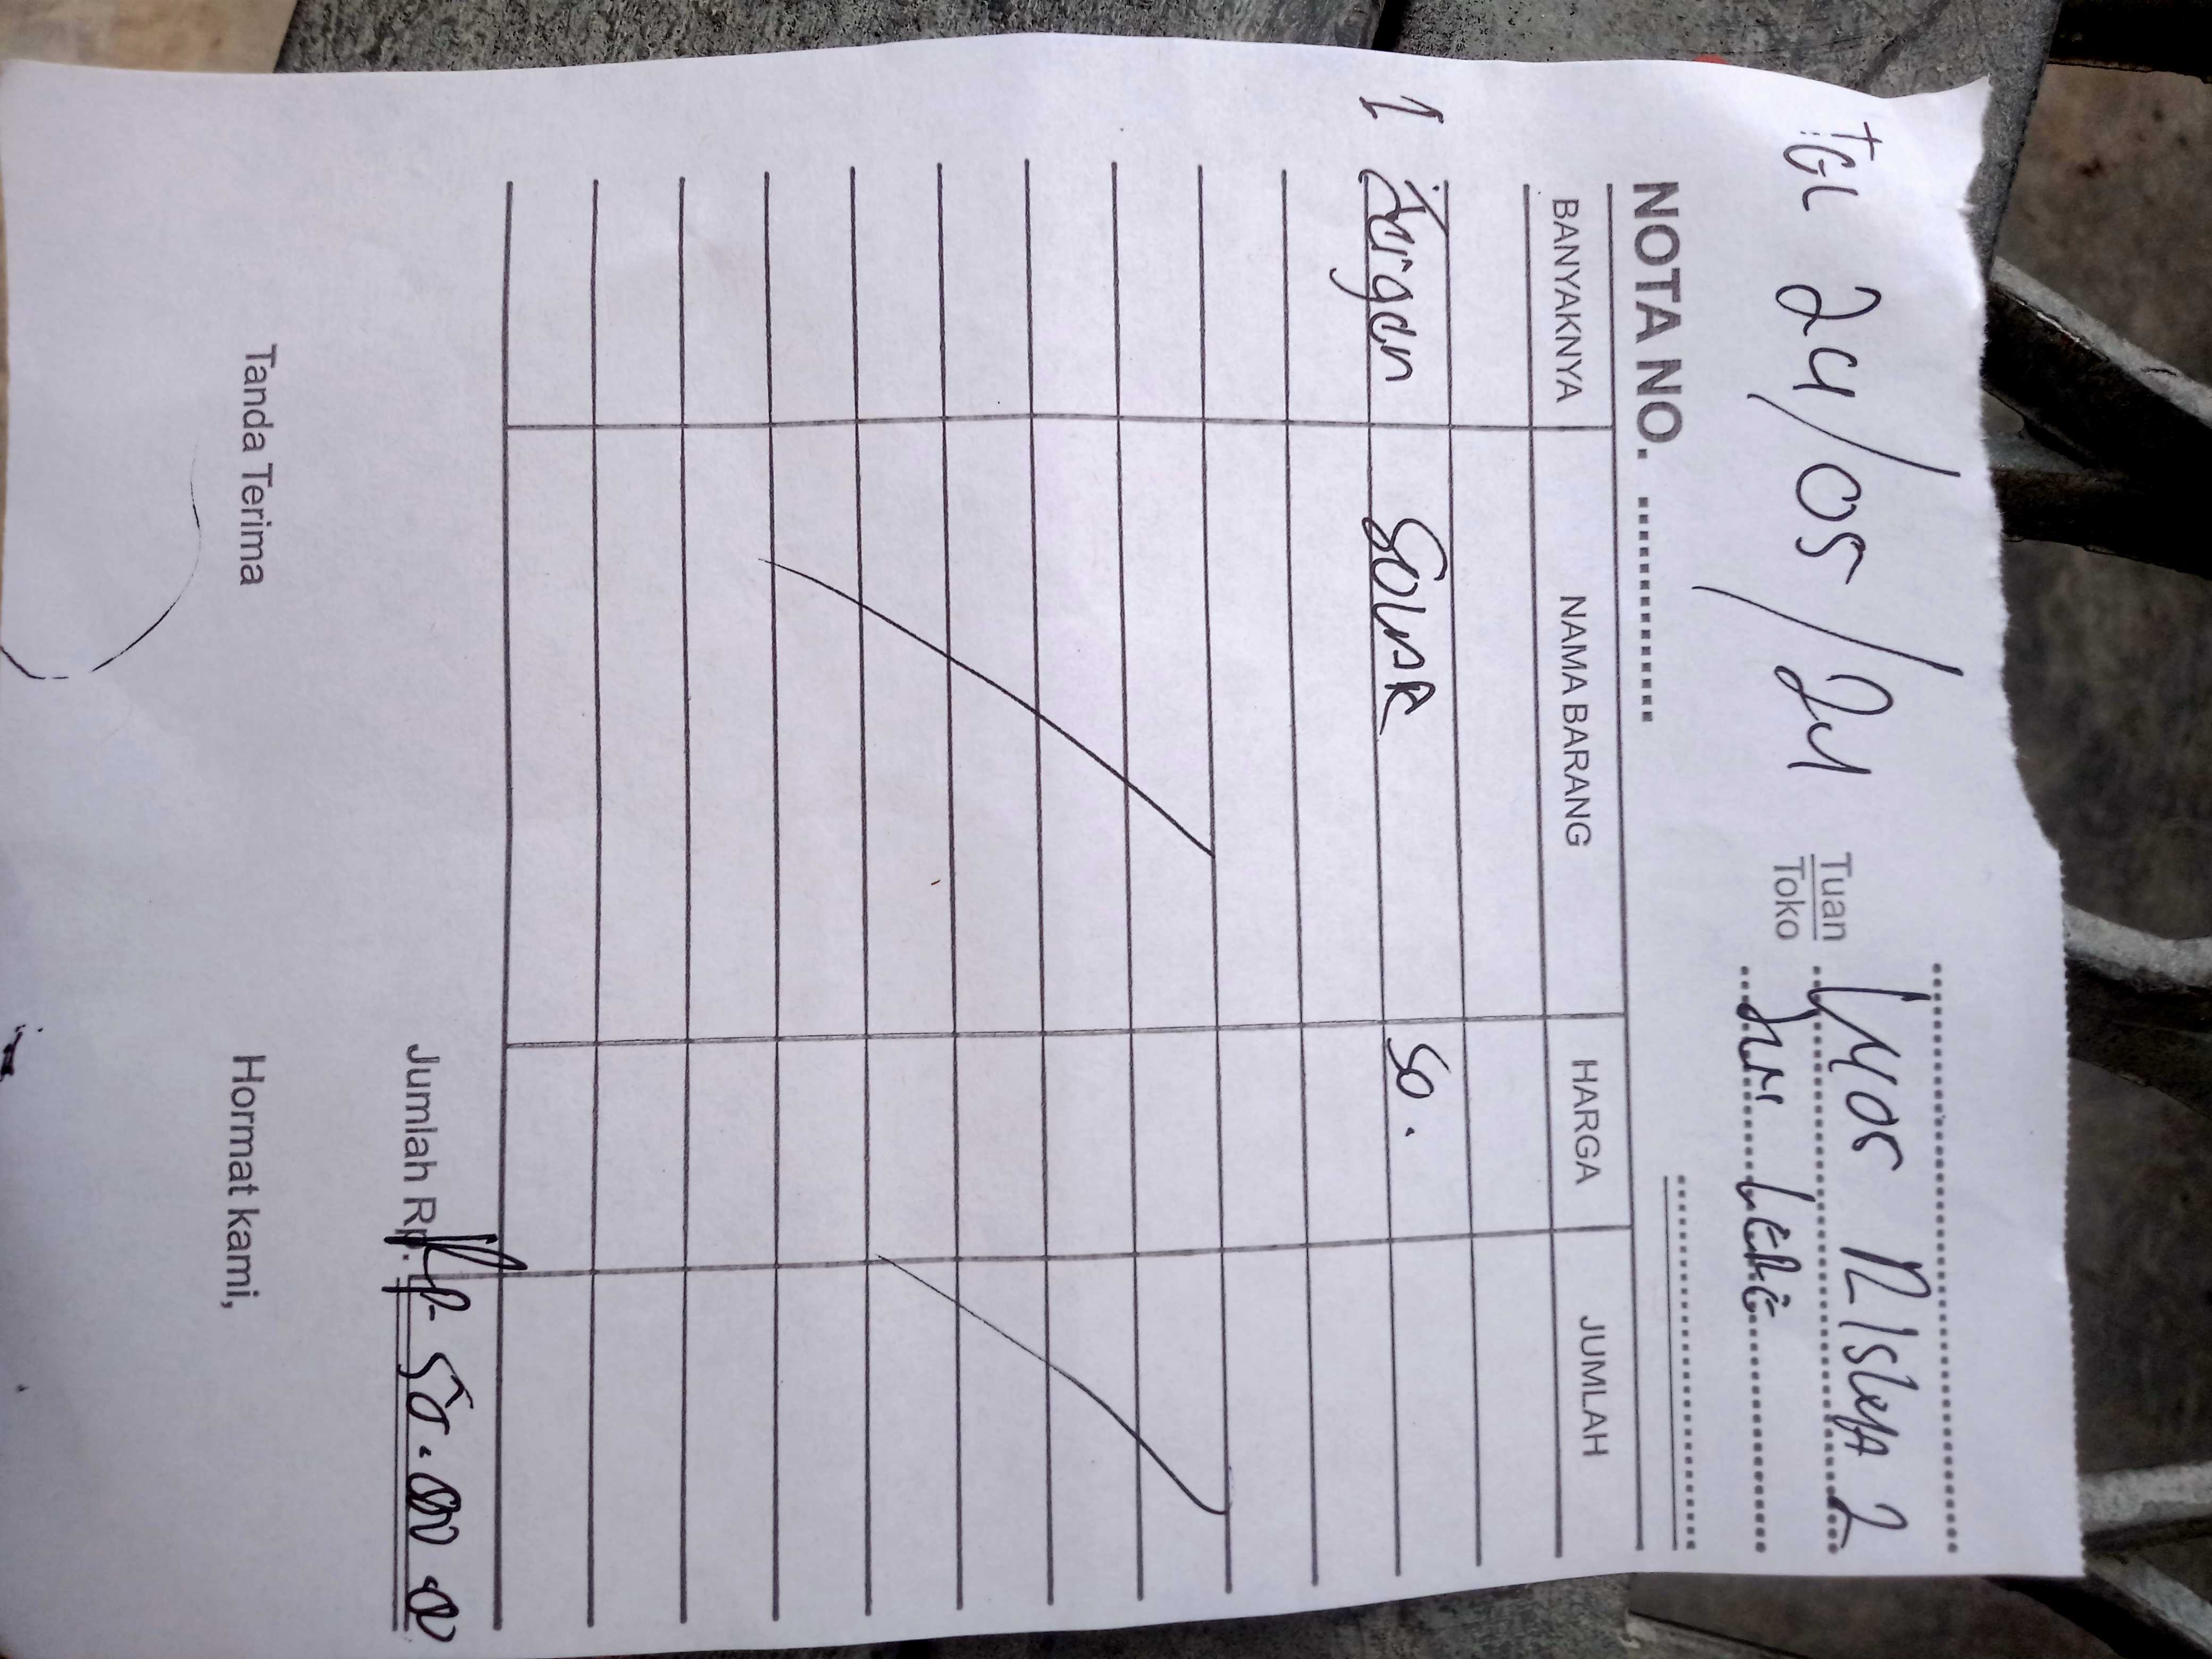 TGL 24/05/24
Tuan
Toko
NOTA NO. ................
BANYAKNYA NAMA BARANG HARGA JUMLAH
1 Jurgan SOLAR 50.
Jumlah Rp. Rp 50.000
Tanda Terima Hormat kami,